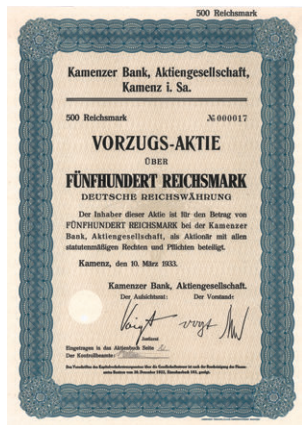 500 Reichsmark
Kamenzer Bank, Aktiengesellschaft,
Kamenz i. Sa.
500 Reichsmark № 000017
VORZUGS-AKTIE
ÜBER
FÜNFHUNDERT REICHSMARK
DEUTSCHE REICHSWÄHRUNG
Der Inhaber dieser Aktie ist für den Betrag von
FÜNFHUNDERT REICHSMARK bei der Kamenzer
Bank, Aktiengesellschaft, als Aktionär mit allen
statutenmäßigen Rechten und Pflichten beteiligt.
Kamenz, den 10. März 1933.
Kamenzer Bank, Aktiengesellschaft.
Der Aufsichtsrat: Der Vorstand:
Voigt
Eingetragen in das Aktienbuch Seite
Der Kontrollbeamte: